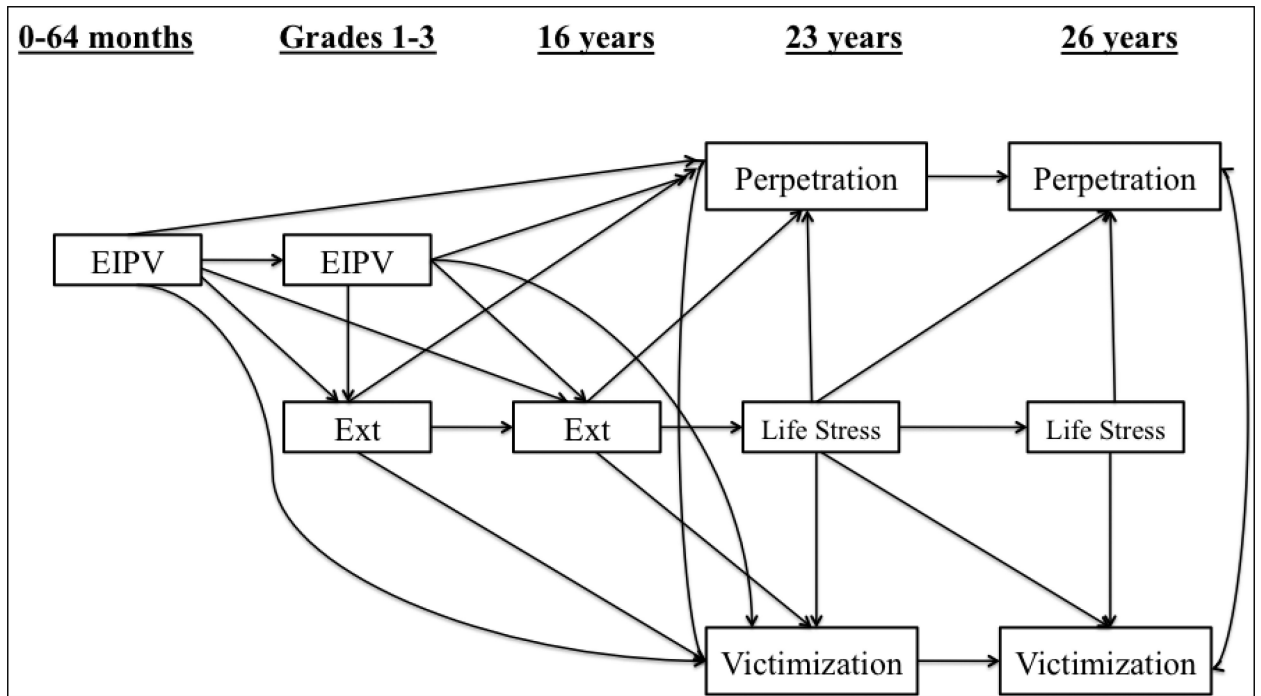 0-64 months Grades 1-3 16 years 23 years 26 years
Perpetration Perpetration
EIPV EIPV
Ext Ext Life Stress Life Stress
Victimization Victimization